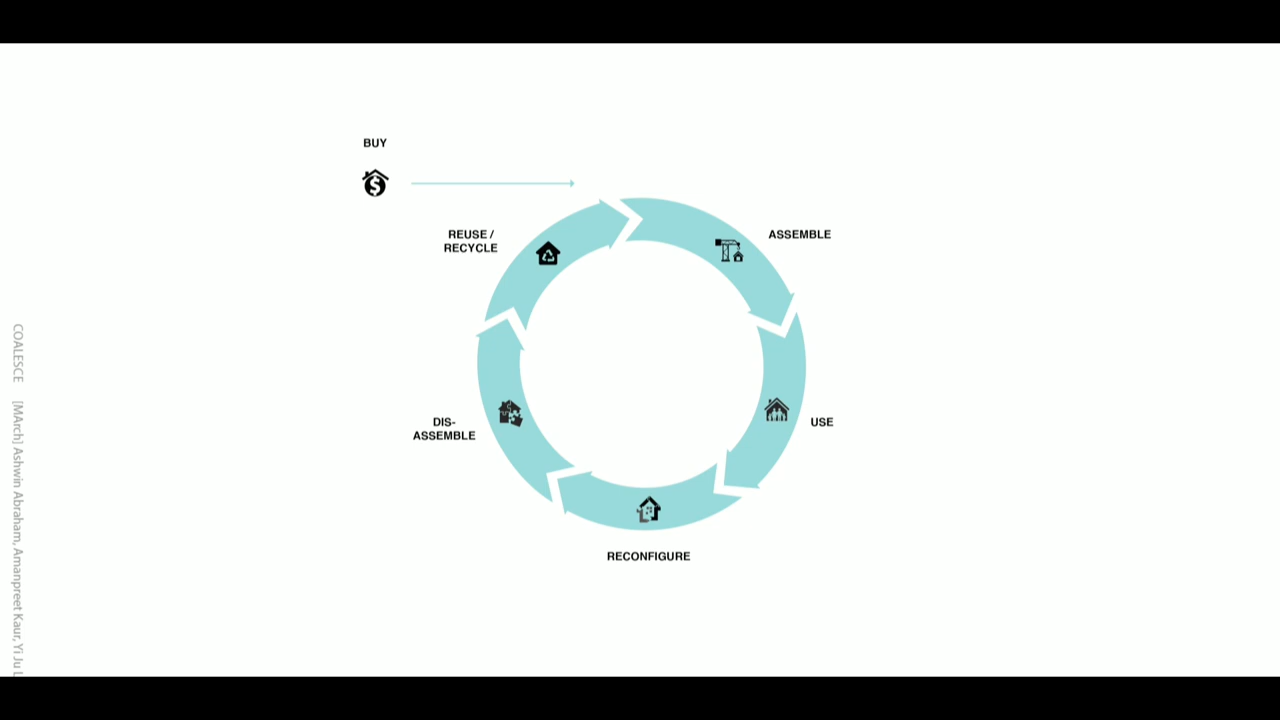 BUY
$
REUSE /
RECYCLE
ASSEMBLE
DIS-
ASSEMBLE
USE
RECONFIGURE
COALESCE [MArch] Ashwin Abraham, Amanpreet Kaur, Yi Ju